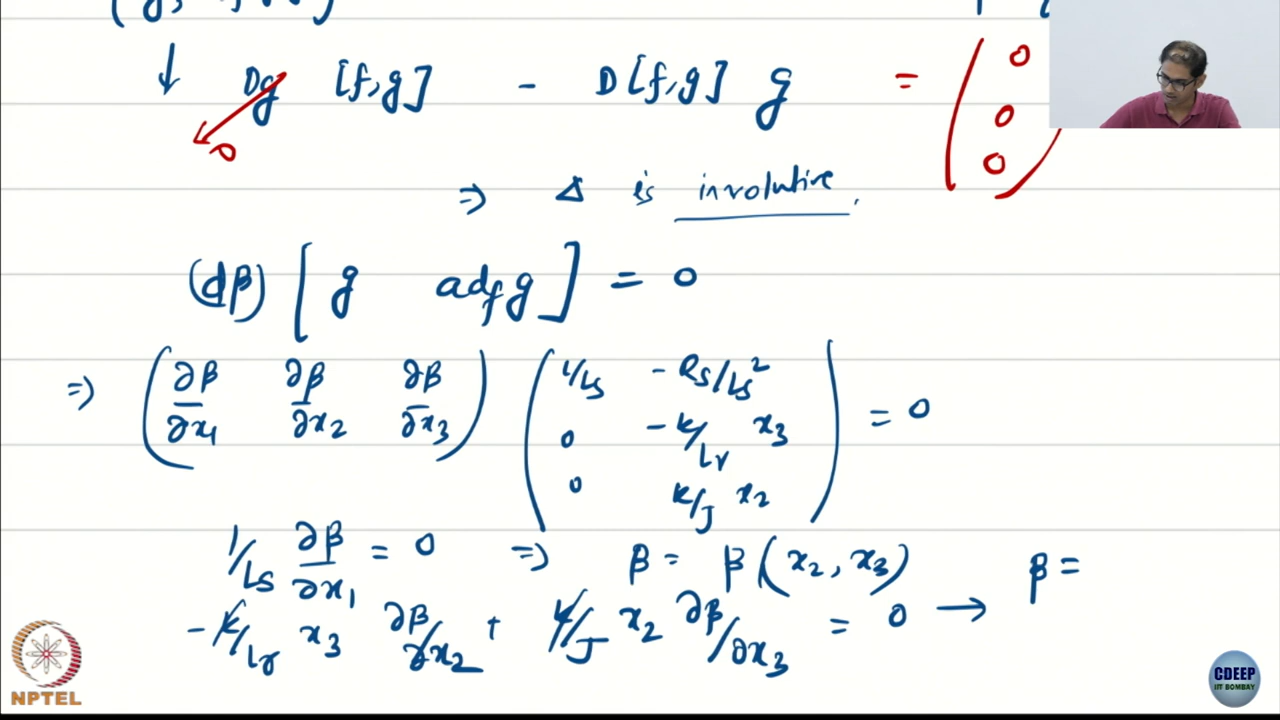 ↓ Dg [f,g] - D[f,g] g = (0 0 0)
0
⇒ Δ is involutive.
(dβ) [g ad_f g] = 0
⇒ (∂β/∂x1 ∂β/∂x2 ∂β/∂x3) (1/Ls -Rs/Ls² ; 0 -K/Lr x3 ; 0 K/J x2) = 0
1/Ls ∂β/∂x1 = 0 ⇒ β = β(x2, x3)
-K/Lr x3 ∂β/∂x2 + K/J x2 ∂β/∂x3 = 0 → β =
NPTEL
CDEEP
IIT BOMBAY